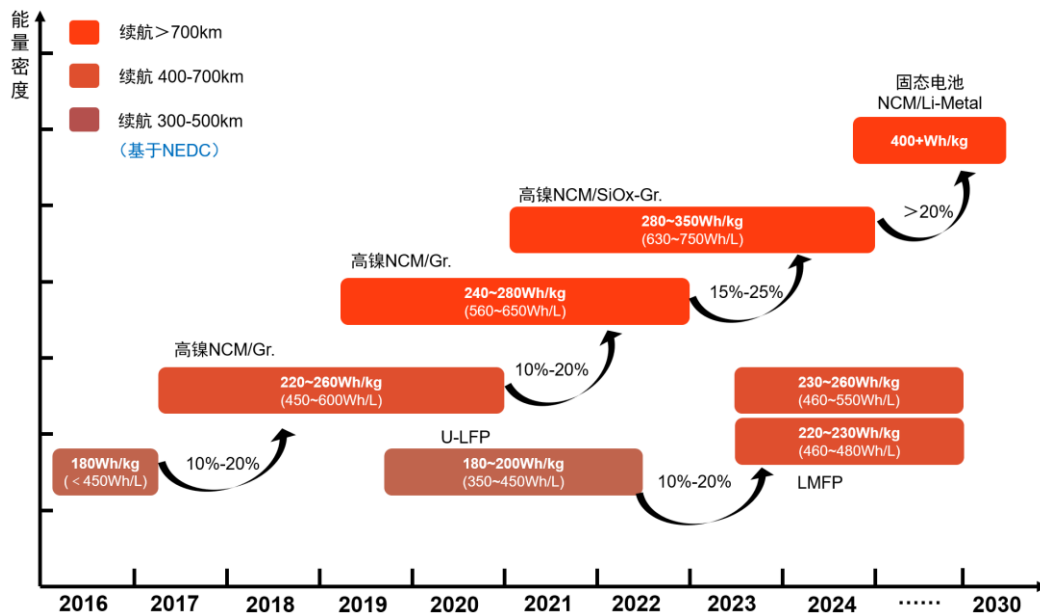 能量密度
续航＞700km
续航 400-700km
续航 300-500km
（基于NEDC）
固态电池
NCM/Li-Metal
400+Wh/kg
＞20%
高镍NCM/SiOx-Gr.
280~350Wh/kg
(630~750Wh/L)
15%-25%
高镍NCM/Gr.
240~280Wh/kg
(560~650Wh/L)
10%-20%
高镍NCM/Gr.
220~260Wh/kg
(450~600Wh/L)
10%-20%
230~260Wh/kg
(460~550Wh/L)
220~230Wh/kg
(460~480Wh/L)
LMFP
U-LFP
180~200Wh/kg
(350~450Wh/L)
10%-20%
180Wh/kg
(＜450Wh/L)
2016 2017 2018 2019 2020 2021 2022 2023 2024 ······ 2030